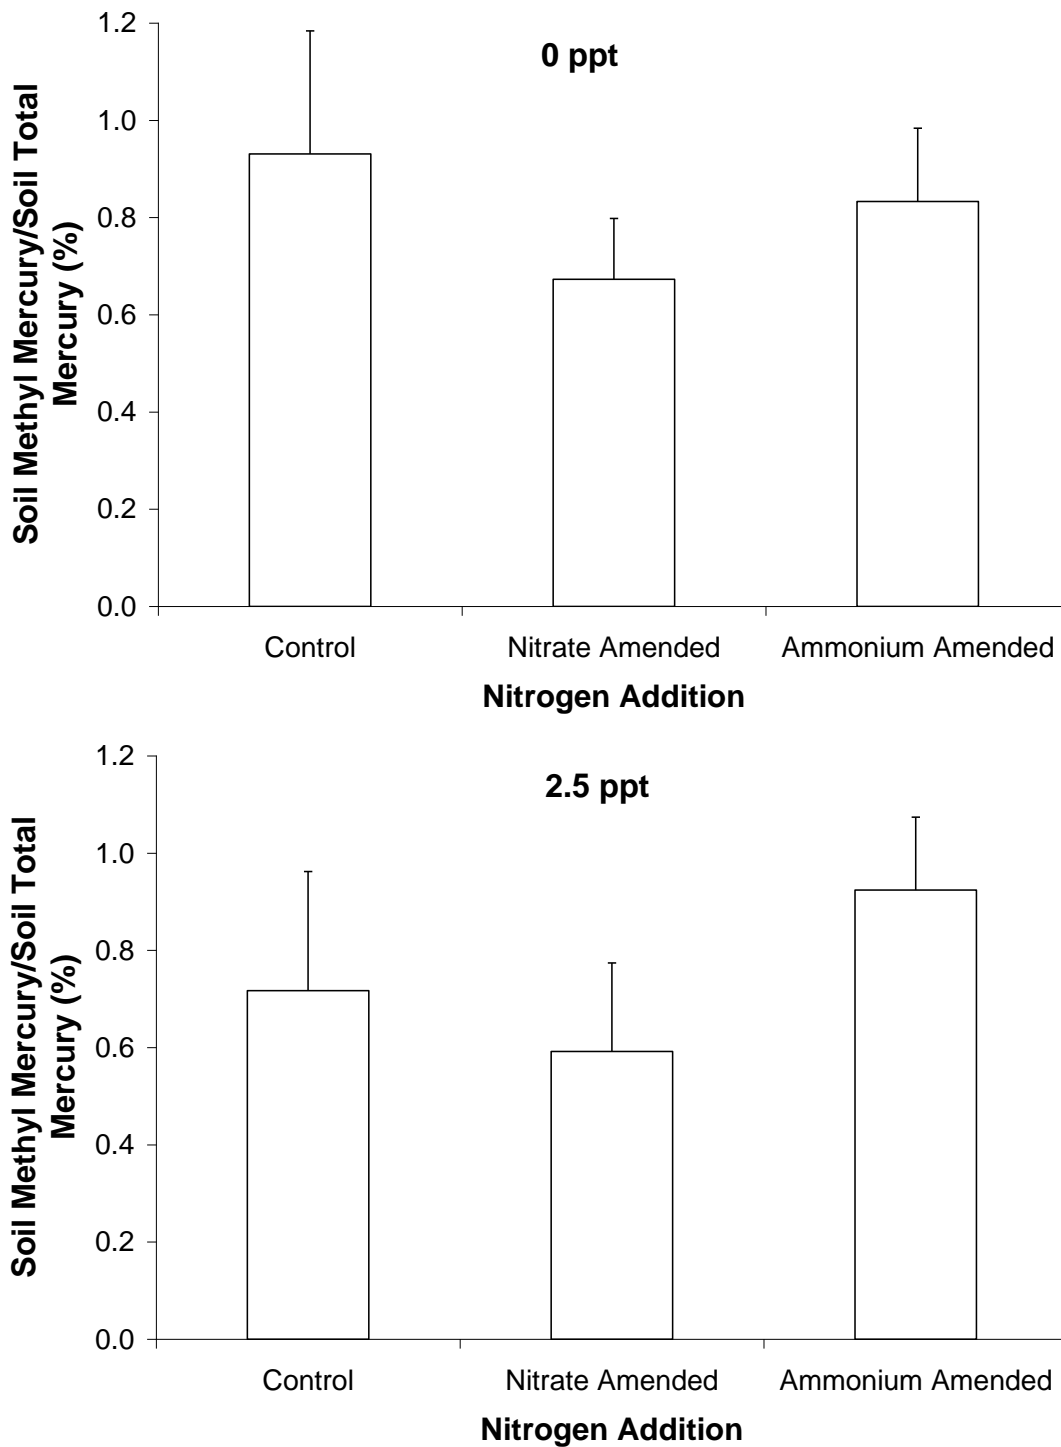 0 ppt
Soil Methyl Mercury/Soil Total
Mercury (%)
1.2
1.0
0.8
0.6
0.4
0.2
0.0
Control Nitrate Amended Ammonium Amended
Nitrogen Addition
2.5 ppt
Soil Methyl Mercury/Soil Total
Mercury (%)
1.2
1.0
0.8
0.6
0.4
0.2
0.0
Control Nitrate Amended Ammonium Amended
Nitrogen Addition